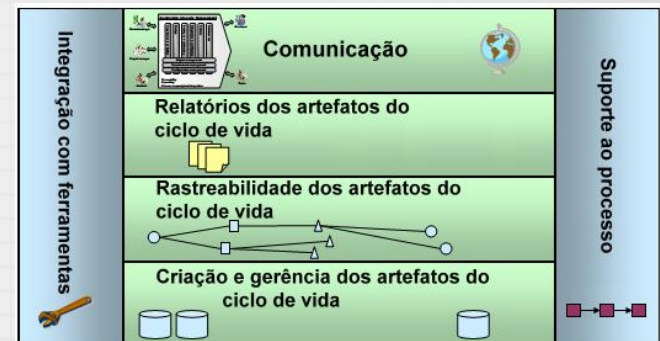 Integração com ferramentas
Comunicação
Relatórios dos artefatos do
ciclo de vida
Rastreabilidade dos artefatos do
ciclo de vida
Criação e gerência dos artefatos do
ciclo de vida
Suporte ao processo